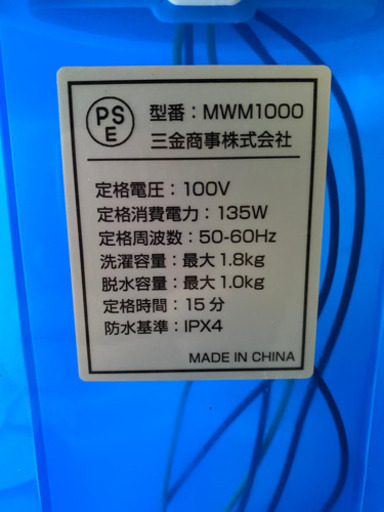 PS
E
型番：MWM1000
三金商事株式会社
定格電圧：100V
定格消費電力：135W
定格周波数：50-60Hz
洗濯容量：最大1.8kg
脱水容量：最大1.0kg
定格時間：15分
防水基準：IPX4
MADE IN CHINA